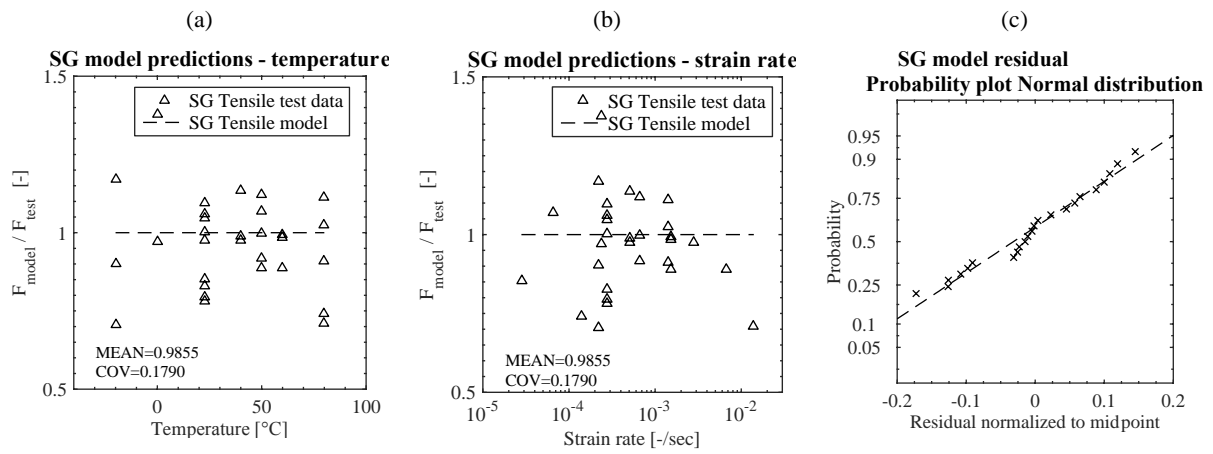 (a)
SG model predictions - temperature
1.5
1
0.5
F_model / F_test [-]
SG Tensile test data
SG Tensile model
MEAN=0.9855
COV=0.1790
0
50
100
Temperature [°C]
(b)
SG model predictions - strain rate
1.5
1
0.5
F_model / F_test [-]
SG Tensile test data
SG Tensile model
MEAN=0.9855
COV=0.1790
10^-5
10^-4
10^-3
10^-2
Strain rate [-/sec]
(c)
SG model residual
Probability plot Normal distribution
0.95
0.9
0.75
0.5
0.25
0.1
0.05
Probability
-0.2
-0.1
0
0.1
0.2
Residual normalized to midpoint